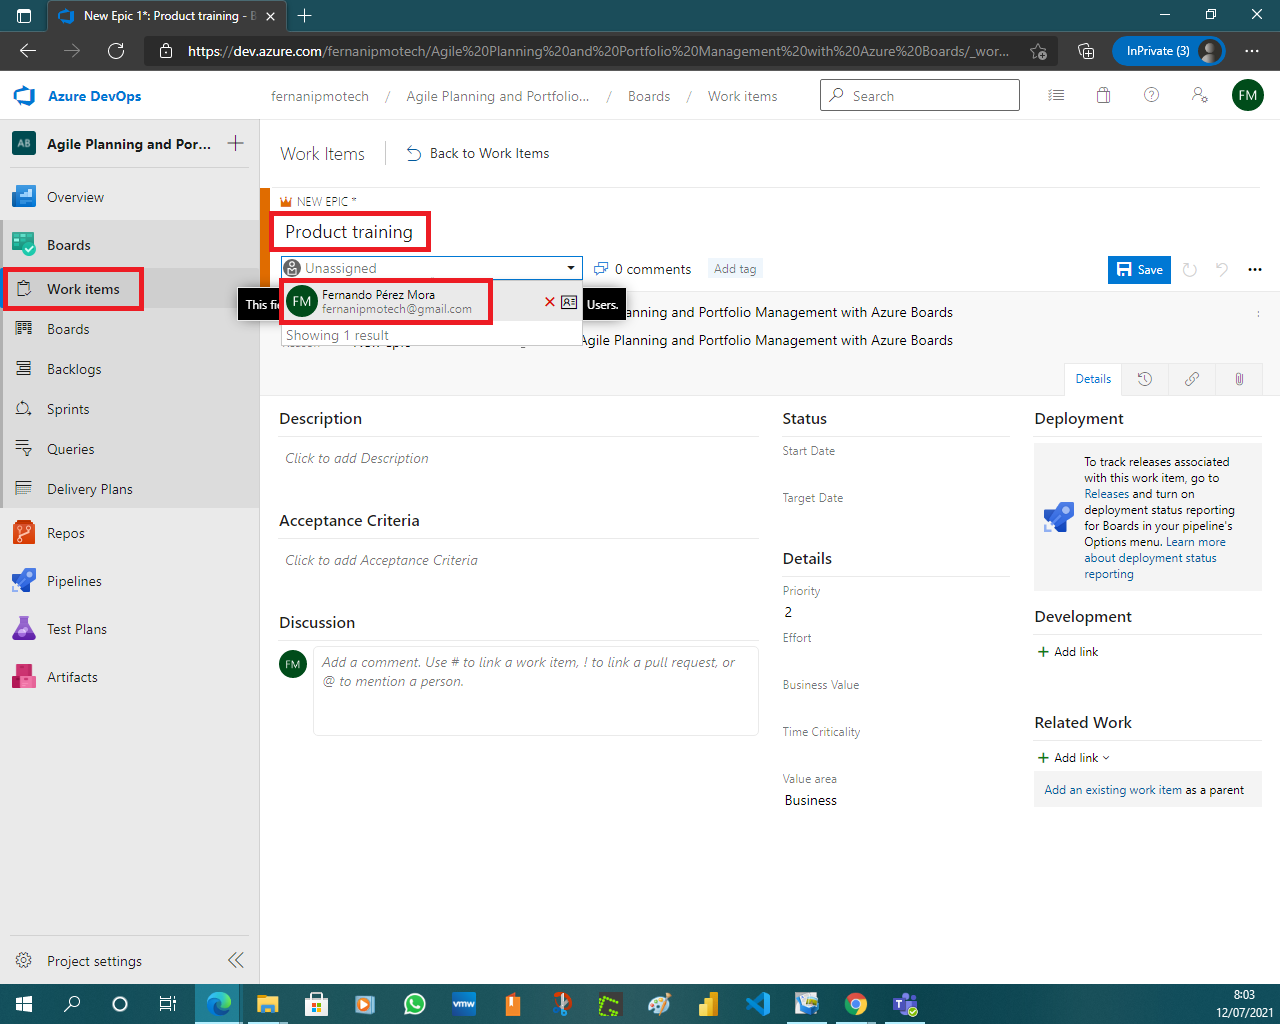 New Epic 1*: Product training - B
https://dev.azure.com/fernanipmotech/Agile%20Planning%20and%20Portfolio%20Management%20with%20Azure%20Boards/_wor...
InPrivate (3)
Azure DevOps
fernanipmotech / Agile Planning and Portfolio... / Boards / Work items
Search
FM
AB Agile Planning and Por...
Overview
Boards
Work items
Boards
Backlogs
Sprints
Queries
Delivery Plans
Repos
Pipelines
Test Plans
Artifacts
Project settings
Work Items
Back to Work Items
NEW EPIC *
Product training
Unassigned
0 comments
Add tag
Save
This fie
FM Fernando Pérez Mora
fernanipmotech@gmail.com
Users.
Showing 1 result
nning and Portfolio Management with Azure Boards
Agile Planning and Portfolio Management with Azure Boards
Details
Description
Click to add Description
Acceptance Criteria
Click to add Acceptance Criteria
Discussion
FM
Add a comment. Use # to link a work item, ! to link a pull request, or
@ to mention a person.
Status
Start Date
Target Date
Details
Priority
2
Effort
Business Value
Time Criticality
Value area
Business
Deployment
To track releases associated
with this work item, go to
Releases and turn on
deployment status reporting
for Boards in your pipeline's
Options menu. Learn more
about deployment status
reporting
Development
Add link
Related Work
Add link
Add an existing work item as a parent
vmw
8:03
12/07/2021